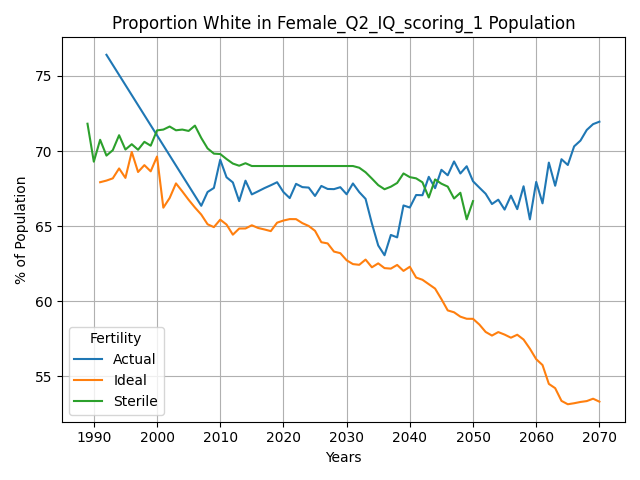 Proportion White in Female_Q2_IQ_scoring_1 Population
% of Population
75
70
65
60
55
Fertility
Actual
Ideal
Sterile
1990 2000 2010 2020 2030 2040 2050 2060 2070
Years